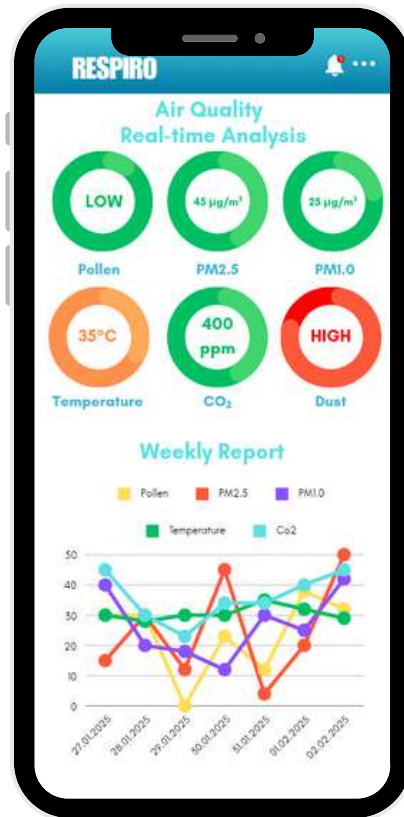 RESPIRO
Air Quality
Real-time Analysis
LOW
45 µg/m³
25 µg/m³
Pollen
PM2.5
PM1.0
35°C
400
ppm
HIGH
Temperature
CO₂
Dust
Weekly Report
Pollen
PM2.5
PM1.0
Temperature
Co2
50
40
30
20
10
0
27.01.2025
28.01.2025
29.01.2025
30.01.2025
31.01.2025
01.02.2025
02.02.2025